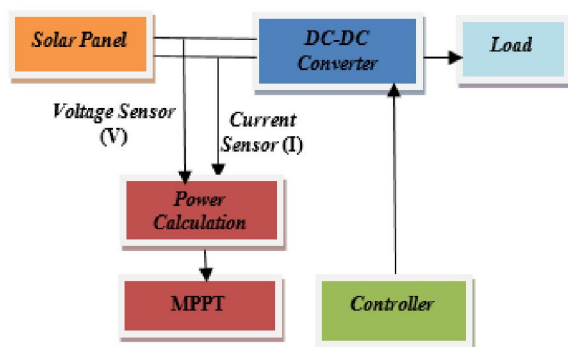 Solar Panel
DC-DC
Converter
Load
Voltage Sensor
(V)
Current
Sensor (I)
Power
Calculation
MPPT
Controller